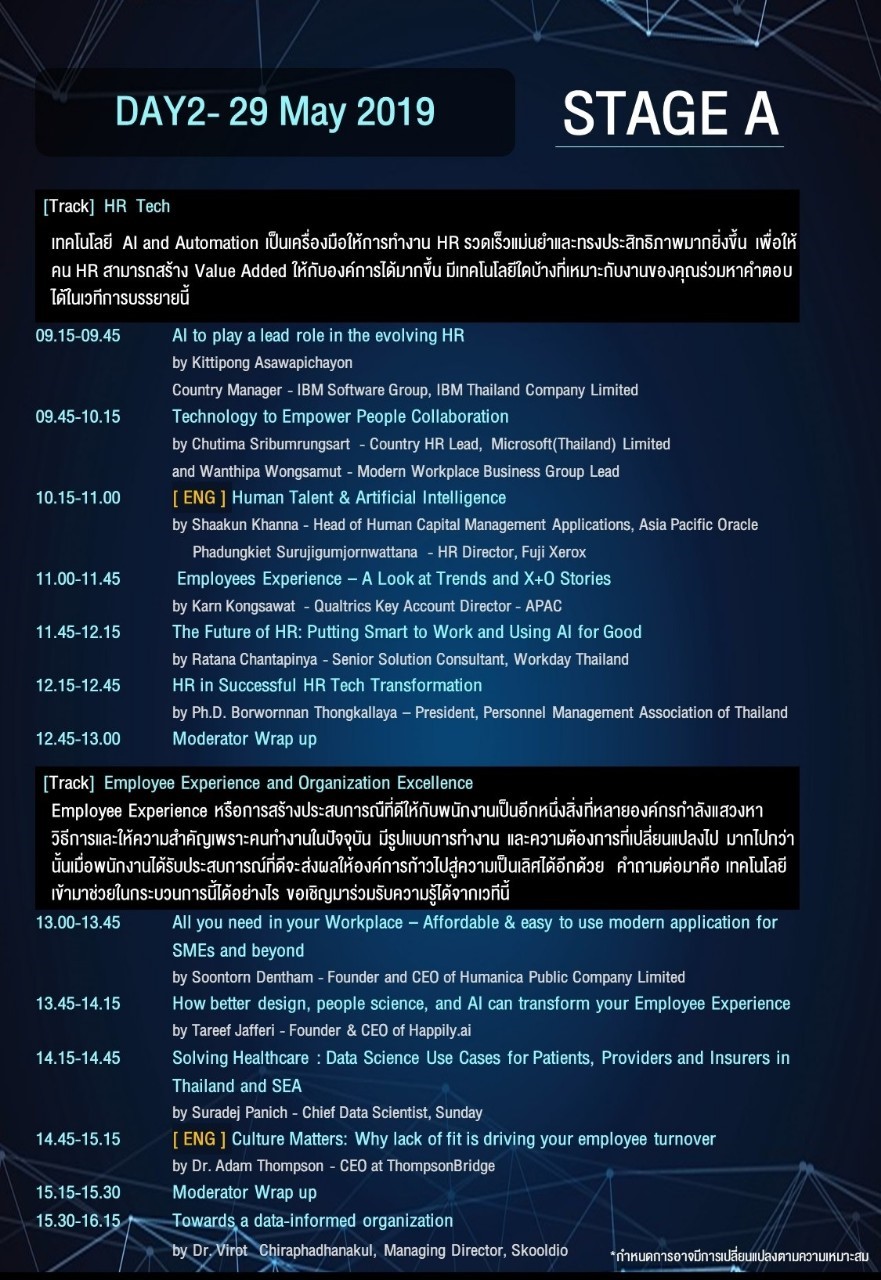 DAY2- 29 May 2019
STAGE A
[Track] HR Tech
เทคโนโลยี AI and Automation เป็นเครื่องมือให้การทำงาน HR รวดเร็วแม่นยำและทรงประสิทธิภาพมากยิ่งขึ้น เพื่อให้
คน HR สามารถสร้าง Value Added ให้กับองค์การได้มากขึ้น มีเทคโนโลยีใดบ้างที่เหมาะกับงานของคุณร่วมหาคำตอบ
ได้ในเวทีการบรรยายนี้
09.15-09.45 AI to play a lead role in the evolving HR
by Kittipong Asawapichayon
Country Manager - IBM Software Group, IBM Thailand Company Limited
09.45-10.15 Technology to Empower People Collaboration
by Chutima Sribumrungsart - Country HR Lead, Microsoft(Thailand) Limited
and Wanthipa Wongsamut - Modern Workplace Business Group Lead
10.15-11.00 [ ENG ] Human Talent & Artificial Intelligence
by Shaakun Khanna - Head of Human Capital Management Applications, Asia Pacific Oracle
Phadungkiet Surujigumjornwattana - HR Director, Fuji Xerox
11.00-11.45 Employees Experience – A Look at Trends and X+O Stories
by Karn Kongsawat - Qualtrics Key Account Director - APAC
11.45-12.15 The Future of HR: Putting Smart to Work and Using AI for Good
by Ratana Chantapinya - Senior Solution Consultant, Workday Thailand
12.15-12.45 HR in Successful HR Tech Transformation
by Ph.D. Borwornnan Thongkallaya – President, Personnel Management Association of Thailand
12.45-13.00 Moderator Wrap up
[Track] Employee Experience and Organization Excellence
Employee Experience หรือการสร้างประสบการณ์ที่ดีให้กับพนักงานเป็นอีกหนึ่งสิ่งที่หลายองค์กรกำลังแสวงหา
วิธีการและให้ความสำคัญเพราะคนทำงานในปัจจุบัน มีรูปแบบการทำงาน และความต้องการที่เปลี่ยนแปลงไป มากไปกว่า
นั้นเมื่อพนักงานได้รับประสบการณ์ที่ดีจะส่งผลให้องค์การก้าวไปสู่ความเป็นเลิศได้อีกด้วย คำถามต่อมาคือ เทคโนโลยี
เข้ามาช่วยในกระบวนการนี้ได้อย่างไร ขอเชิญมาร่วมรับความรู้ได้จากเวทีนี้
13.00-13.45 All you need in your Workplace – Affordable & easy to use modern application for
SMEs and beyond
by Soontorn Dentham - Founder and CEO of Humanica Public Company Limited
13.45-14.15 How better design, people science, and AI can transform your Employee Experience
by Tareef Jafferi - Founder & CEO of Happily.ai
14.15-14.45 Solving Healthcare : Data Science Use Cases for Patients, Providers and Insurers in
Thailand and SEA
by Suradej Panich - Chief Data Scientist, Sunday
14.45-15.15 [ ENG ] Culture Matters: Why lack of fit is driving your employee turnover
by Dr. Adam Thompson - CEO at ThompsonBridge
15.15-15.30 Moderator Wrap up
15.30-16.15 Towards a data-informed organization
by Dr. Virot Chiraphadhanakul, Managing Director, Skooldio
*กำหนดการอาจมีการเปลี่ยนแปลงตามความเหมาะสม